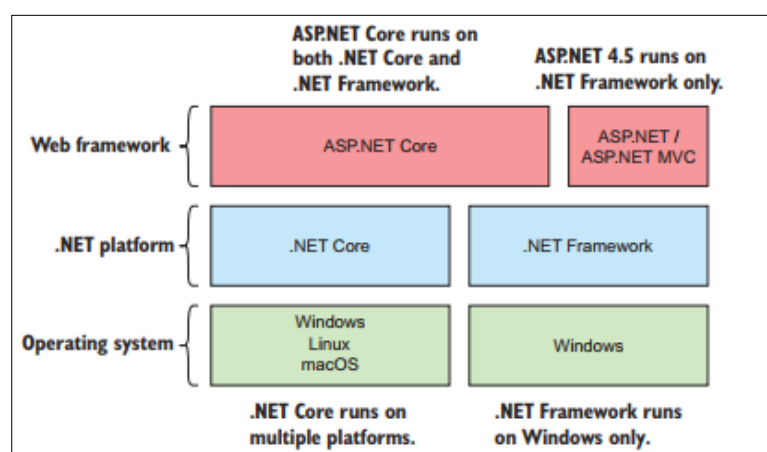 ASP.NET Core runs on
both .NET Core and
.NET Framework.
ASP.NET 4.5 runs on
.NET Framework only.
Web framework
ASP.NET Core
ASP.NET /
ASP.NET MVC
.NET platform
.NET Core
.NET Framework
Operating system
Windows
Linux
macOS
Windows
.NET Core runs on
multiple platforms.
.NET Framework runs
on Windows only.